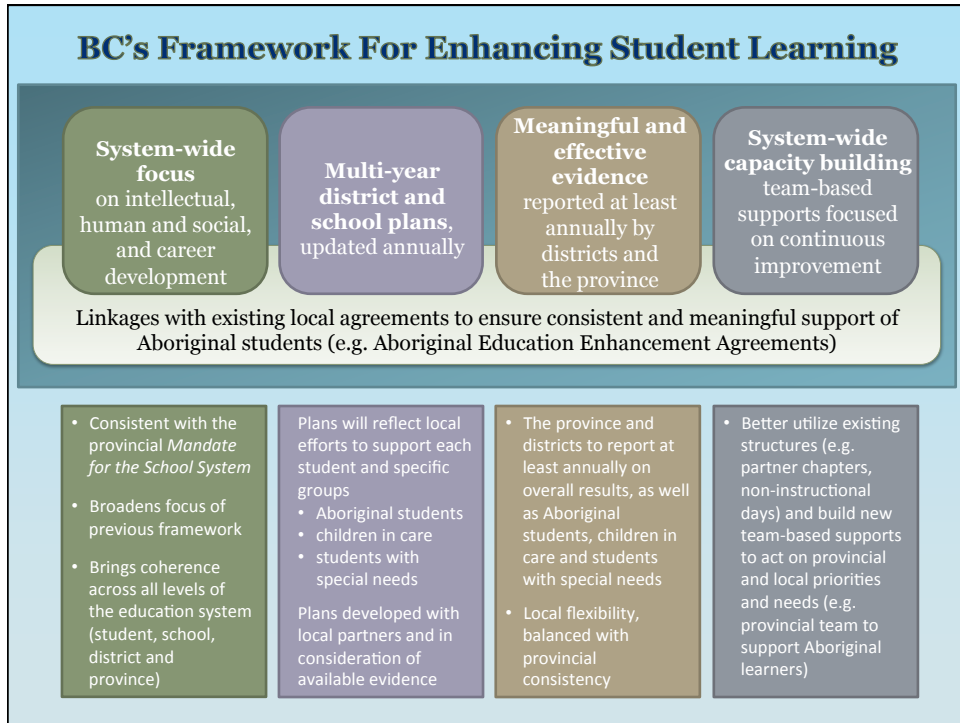 BC's Framework For Enhancing Student Learning
System-wide
focus
on intellectual,
human and social,
and career
development
Multi-year
district and
school plans,
updated annually
Meaningful and
effective
evidence
reported at least
annually by
districts and
the province
System-wide
capacity building
team-based
supports focused
on continuous
improvement
Linkages with existing local agreements to ensure consistent and meaningful support of
Aboriginal students (e.g. Aboriginal Education Enhancement Agreements)
• Consistent with the
provincial Mandate
for the School System
• Broadens focus of
previous framework
• Brings coherence
across all levels of
the education system
(student, school,
district and
province)
Plans will reflect local
efforts to support each
student and specific
groups
• Aboriginal students
• children in care
• students with
special needs
Plans developed with
local partners and in
consideration of
available evidence
• The province and
districts to report at
least annually on
overall results, as well
as Aboriginal
students, children in
care and students
with special needs
• Local flexibility,
balanced with
provincial
consistency
• Better utilize existing
structures (e.g.
partner chapters,
non-instructional
days) and build new
team-based supports
to act on provincial
and local priorities
and needs (e.g.
provincial team to
support Aboriginal
learners)